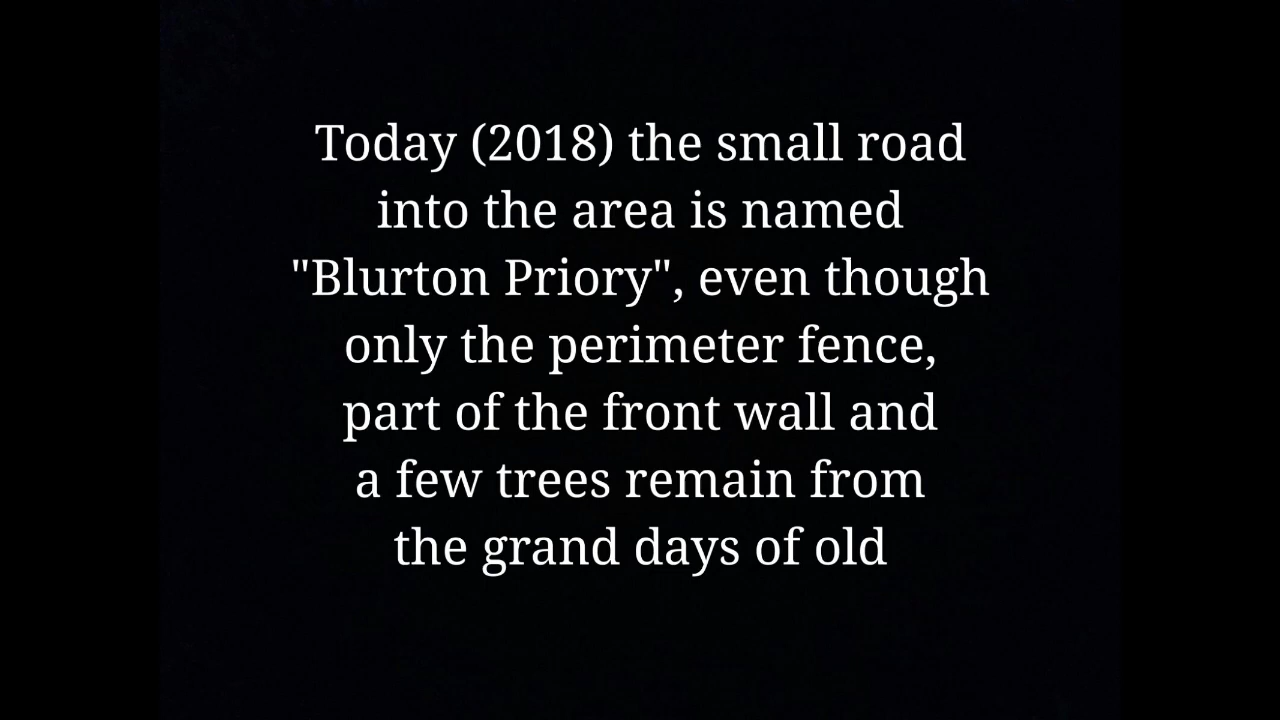 Today (2018) the small road
into the area is named
"Blurton Priory", even though
only the perimeter fence,
part of the front wall and
a few trees remain from
the grand days of old